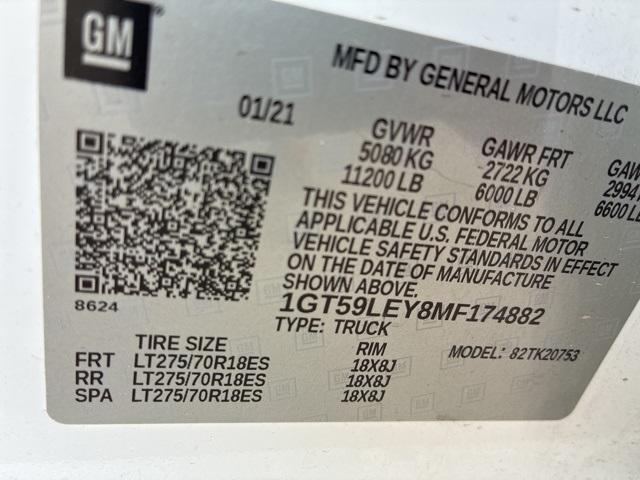 GM
MFD BY GENERAL MOTORS LLC
01/21
GVWR GAWR FRT
5080 KG 2722 KG
11200 LB 6000 LB 6600
THIS VEHICLE CONFORMS TO ALL
APPLICABLE U.S. FEDERAL MOTOR
VEHICLE SAFETY STANDARDS IN EFFECT
ON THE DATE OF MANUFACTURE
SHOWN ABOVE.
8624
1GT59LEY8MF174882
TYPE: TRUCK
TIRE SIZE RIM MODEL: 82TK20753
FRT LT275/70R18ES 18X8J
RR LT275/70R18ES 18X8J
SPA LT275/70R18ES 18X8J